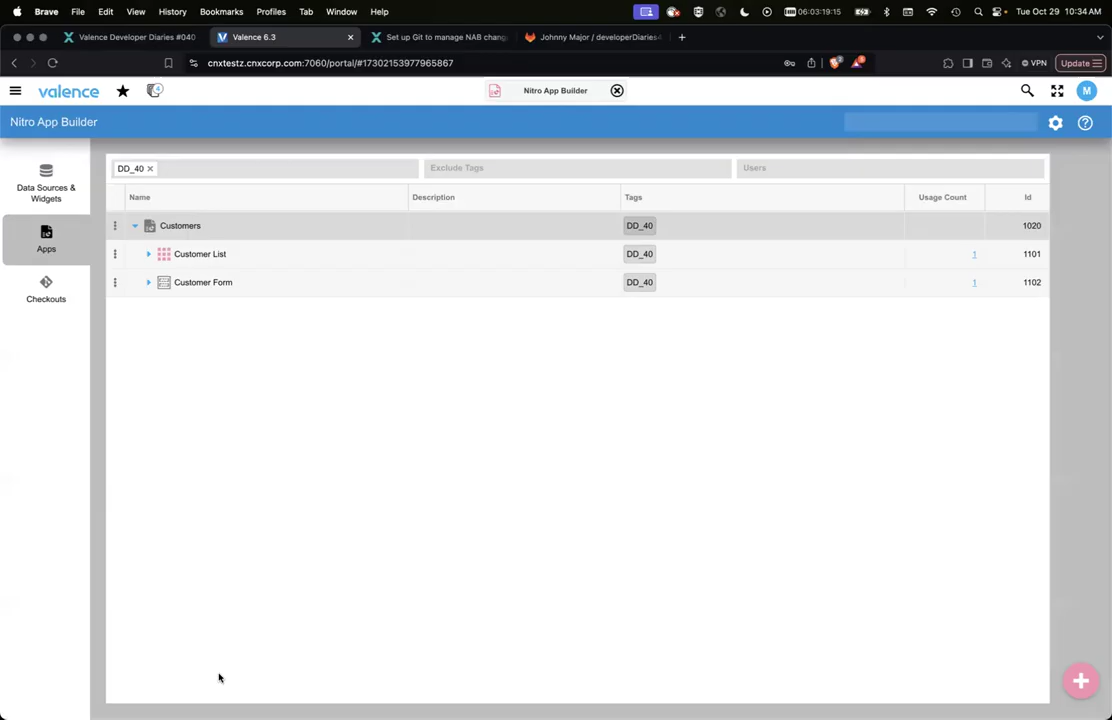 Brave File Edit View History Bookmarks Profiles Tab Window Help 06:03:19:15 Tue Oct 29 10:34 AM
Valence Developer Diaries #040 Valence 6.3 Set up Git to manage NAB chang Johnny Major / developerDiaries4
cnxtestz.cnxcorp.com:7060/portal/#17302153977965867 VPN Update
valence Nitro App Builder M
Nitro App Builder
Data Sources &
Widgets
Apps
Checkouts
DD_40 Exclude Tags Users
Name Description Tags Usage Count Id
Customers DD_40 1020
Customer List DD_40 1 1101
Customer Form DD_40 1 1102